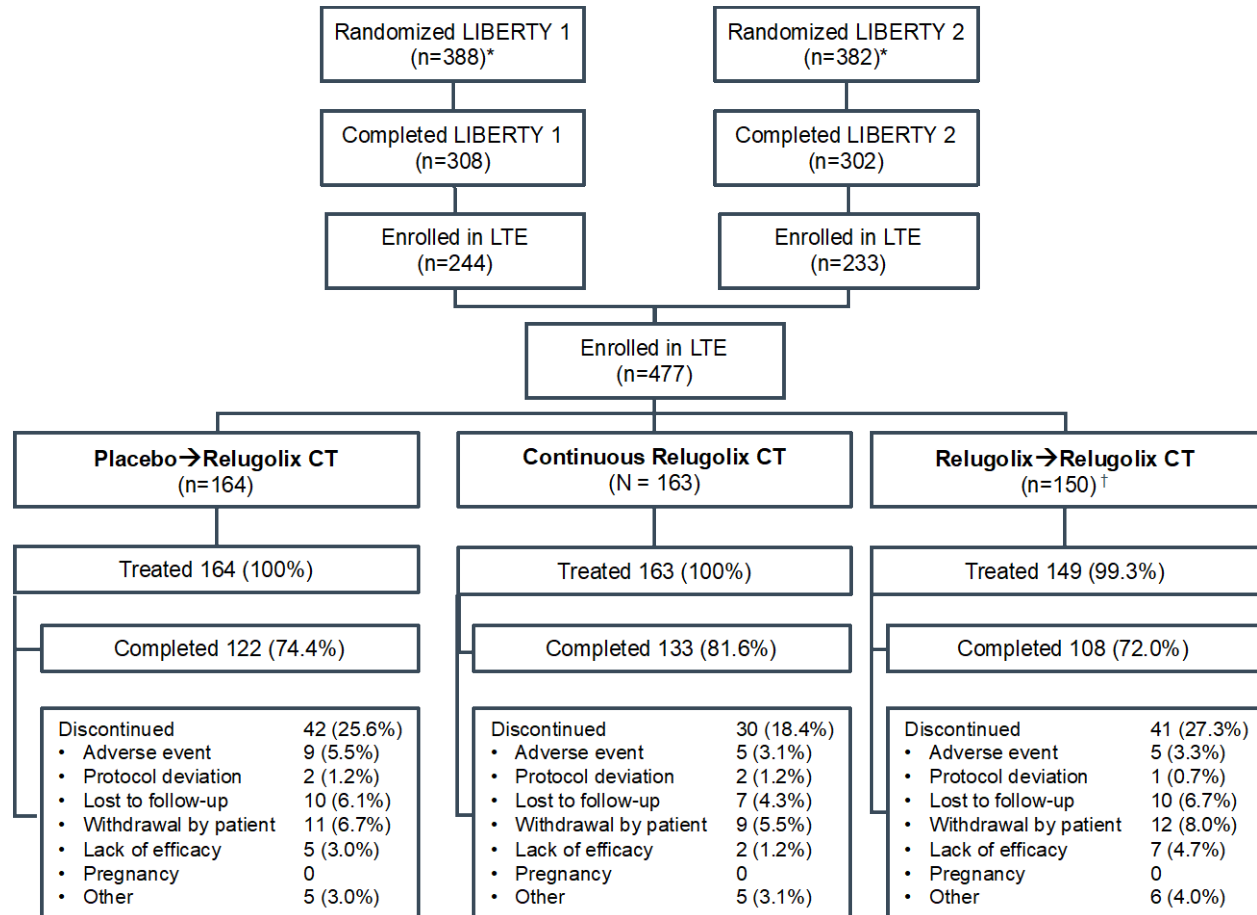 Randomized LIBERTY 1
(n=388)*
Randomized LIBERTY 2
(n=382)*
Completed LIBERTY 1
(n=308)
Completed LIBERTY 2
(n=302)
Enrolled in LTE
(n=244)
Enrolled in LTE
(n=233)
Enrolled in LTE
(n=477)
Placebo→Relugolix CT
(n=164)
Continuous Relugolix CT
(N = 163)
Relugolix→Relugolix CT
(n=150)†
Treated 164 (100%)
Treated 163 (100%)
Treated 149 (99.3%)
Completed 122 (74.4%)
Completed 133 (81.6%)
Completed 108 (72.0%)
Discontinued 42 (25.6%)
• Adverse event 9 (5.5%)
• Protocol deviation 2 (1.2%)
• Lost to follow-up 10 (6.1%)
• Withdrawal by patient 11 (6.7%)
• Lack of efficacy 5 (3.0%)
• Pregnancy 0
• Other 5 (3.0%)
Discontinued 30 (18.4%)
• Adverse event 5 (3.1%)
• Protocol deviation 2 (1.2%)
• Lost to follow-up 7 (4.3%)
• Withdrawal by patient 9 (5.5%)
• Lack of efficacy 2 (1.2%)
• Pregnancy 0
• Other 5 (3.1%)
Discontinued 41 (27.3%)
• Adverse event 5 (3.3%)
• Protocol deviation 1 (0.7%)
• Lost to follow-up 10 (6.7%)
• Withdrawal by patient 12 (8.0%)
• Lack of efficacy 7 (4.7%)
• Pregnancy 0
• Other 6 (4.0%)